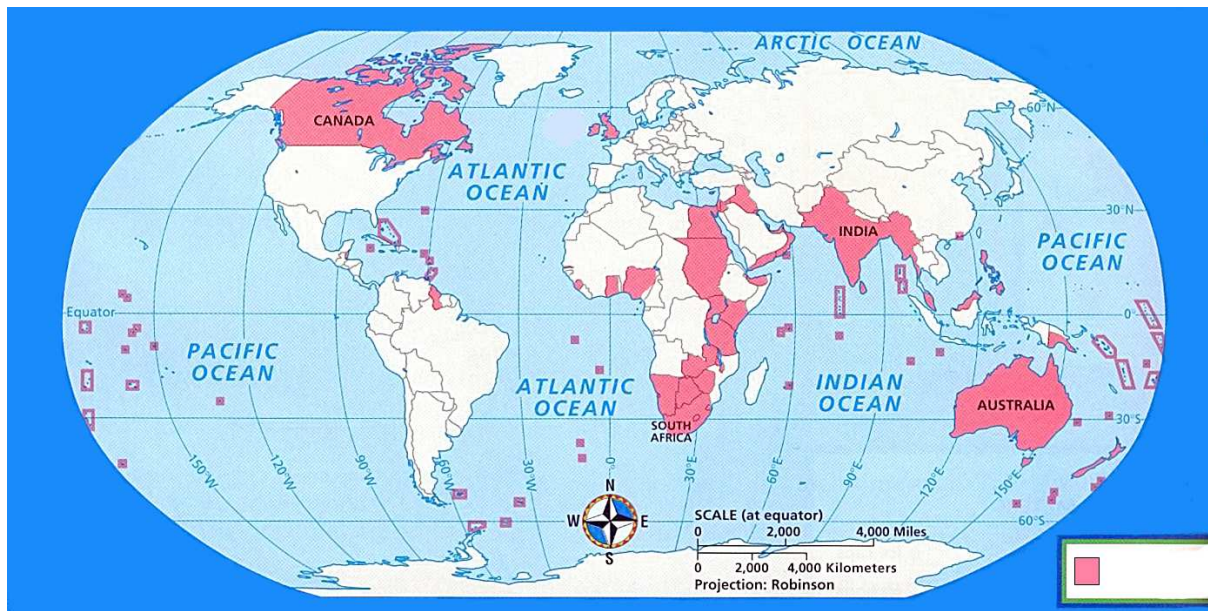 ARCTIC OCEAN
60°N
CANADA
ATLANTIC
OCEAN
30°N
INDIA
PACIFIC
OCEAN
Equator
0°
PACIFIC
OCEAN
ATLANTIC
OCEAN
INDIAN
OCEAN
AUSTRALIA
SOUTH
AFRICA
30°S
150°W
120°W
90°W
60°W
30°W
0°
30°E
60°E
90°E
120°E
150°E
N
W E
S
SCALE (at equator)
0 2,000 4,000 Miles
0 2,000 4,000 Kilometers
Projection: Robinson
60°S